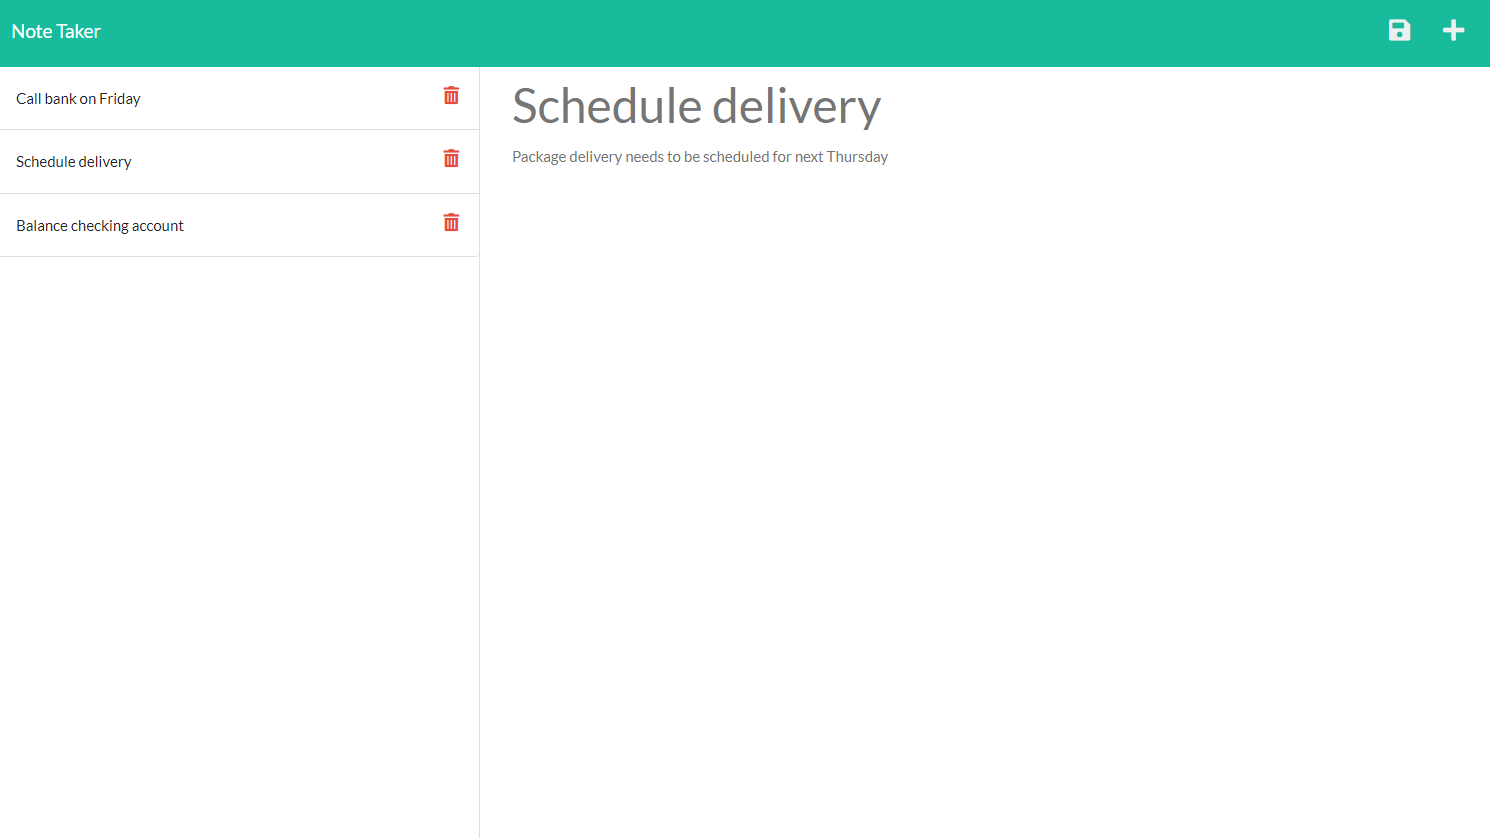 Note Taker
Call bank on Friday
Schedule delivery
Balance checking account
Schedule delivery
Package delivery needs to be scheduled for next Thursday